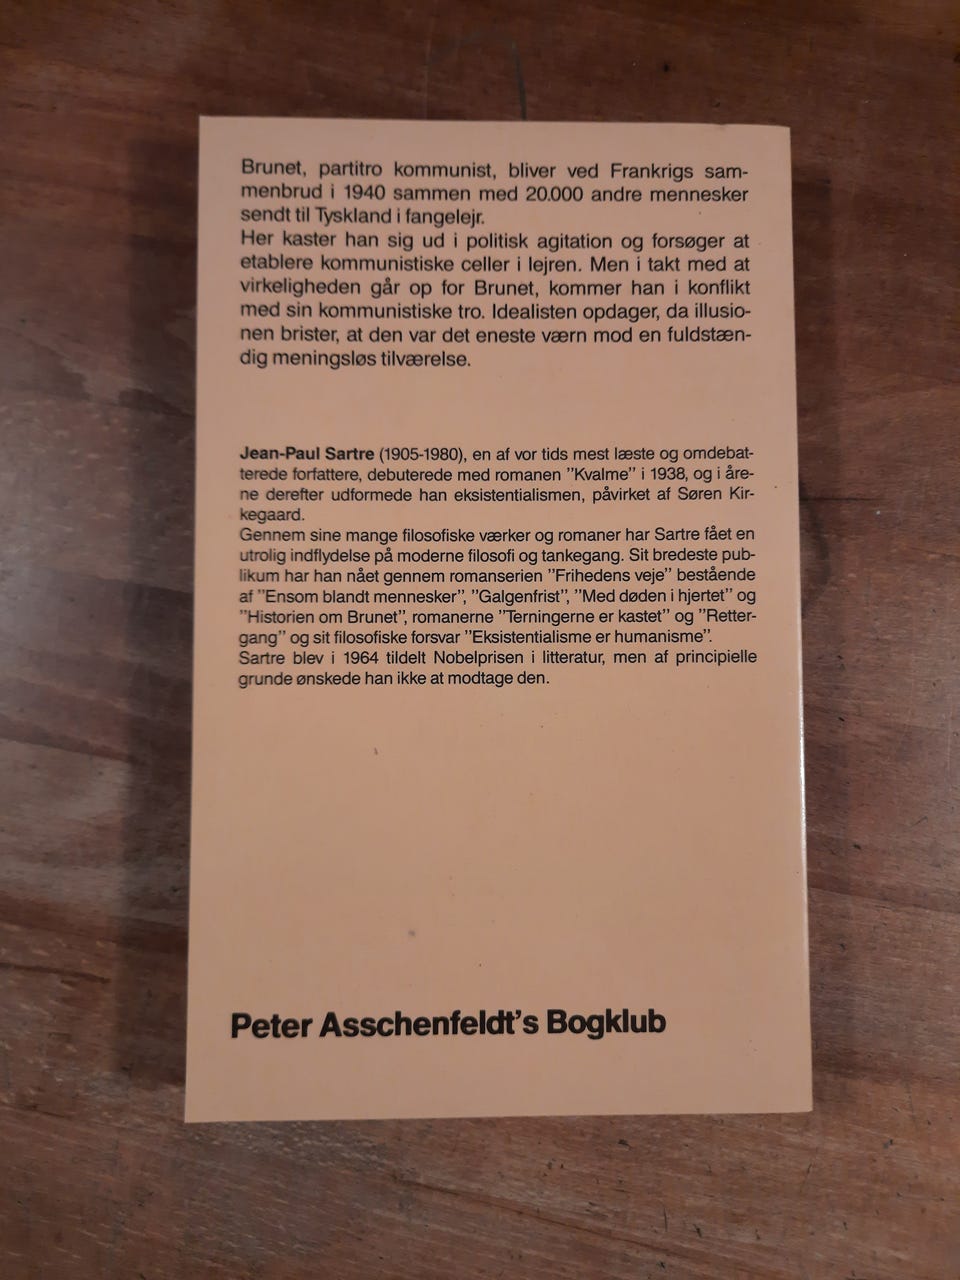 Brunet, partitro kommunist, bliver ved Frankrigs sam-
menbrud i 1940 sammen med 20.000 andre mennesker
sendt til Tyskland i fangelejr.
Her kaster han sig ud i politisk agitation og forsøger at
etablere kommunistiske celler i lejren. Men i takt med at
virkeligheden går op for Brunet, kommer han i konflikt
med sin kommunistiske tro. Idealisten opdager, da illusio-
nen brister, at den var det eneste værn mod en fuldstæn-
dig meningsløs tilværelse.
Jean-Paul Sartre (1905-1980), en af vor tids mest læste og omdebat-
terede forfattere, debuterede med romanen ”Kvalme” i 1938, og i åre-
ne derefter udformede han eksistentialismen, påvirket af Søren Kir-
kegaard.
Gennem sine mange filosofiske værker og romaner har Sartre fået en
utrolig indflydelse på moderne filosofi og tankegang. Sit bredeste pub-
likum har han nået gennem romanserien ”Frihedens veje” bestående
af ”Ensom blandt mennesker”, ”Galgenfrist”, ”Med døden i hjertet” og
”Historien om Brunet”, romanerne ”Terningerne er kastet” og ”Retter-
gang” og sit filosofiske forsvar ”Eksistentialisme er humanisme”.
Sartre blev i 1964 tildelt Nobelprisen i litteratur, men af principielle
grunde ønskede han ikke at modtage den.
Peter Asschenfeldt’s Bogklub